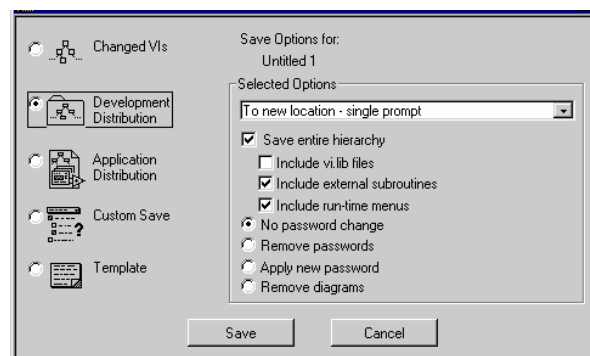 Changed VIs
Development
Distribution
Application
Distribution
Custom Save
Template
Save Options for:
Untitled 1
Selected Options
To new location - single prompt
Save entire hierarchy
Include vi.lib files
Include external subroutines
Include run-time menus
No password change
Remove passwords
Apply new password
Remove diagrams
Save
Cancel